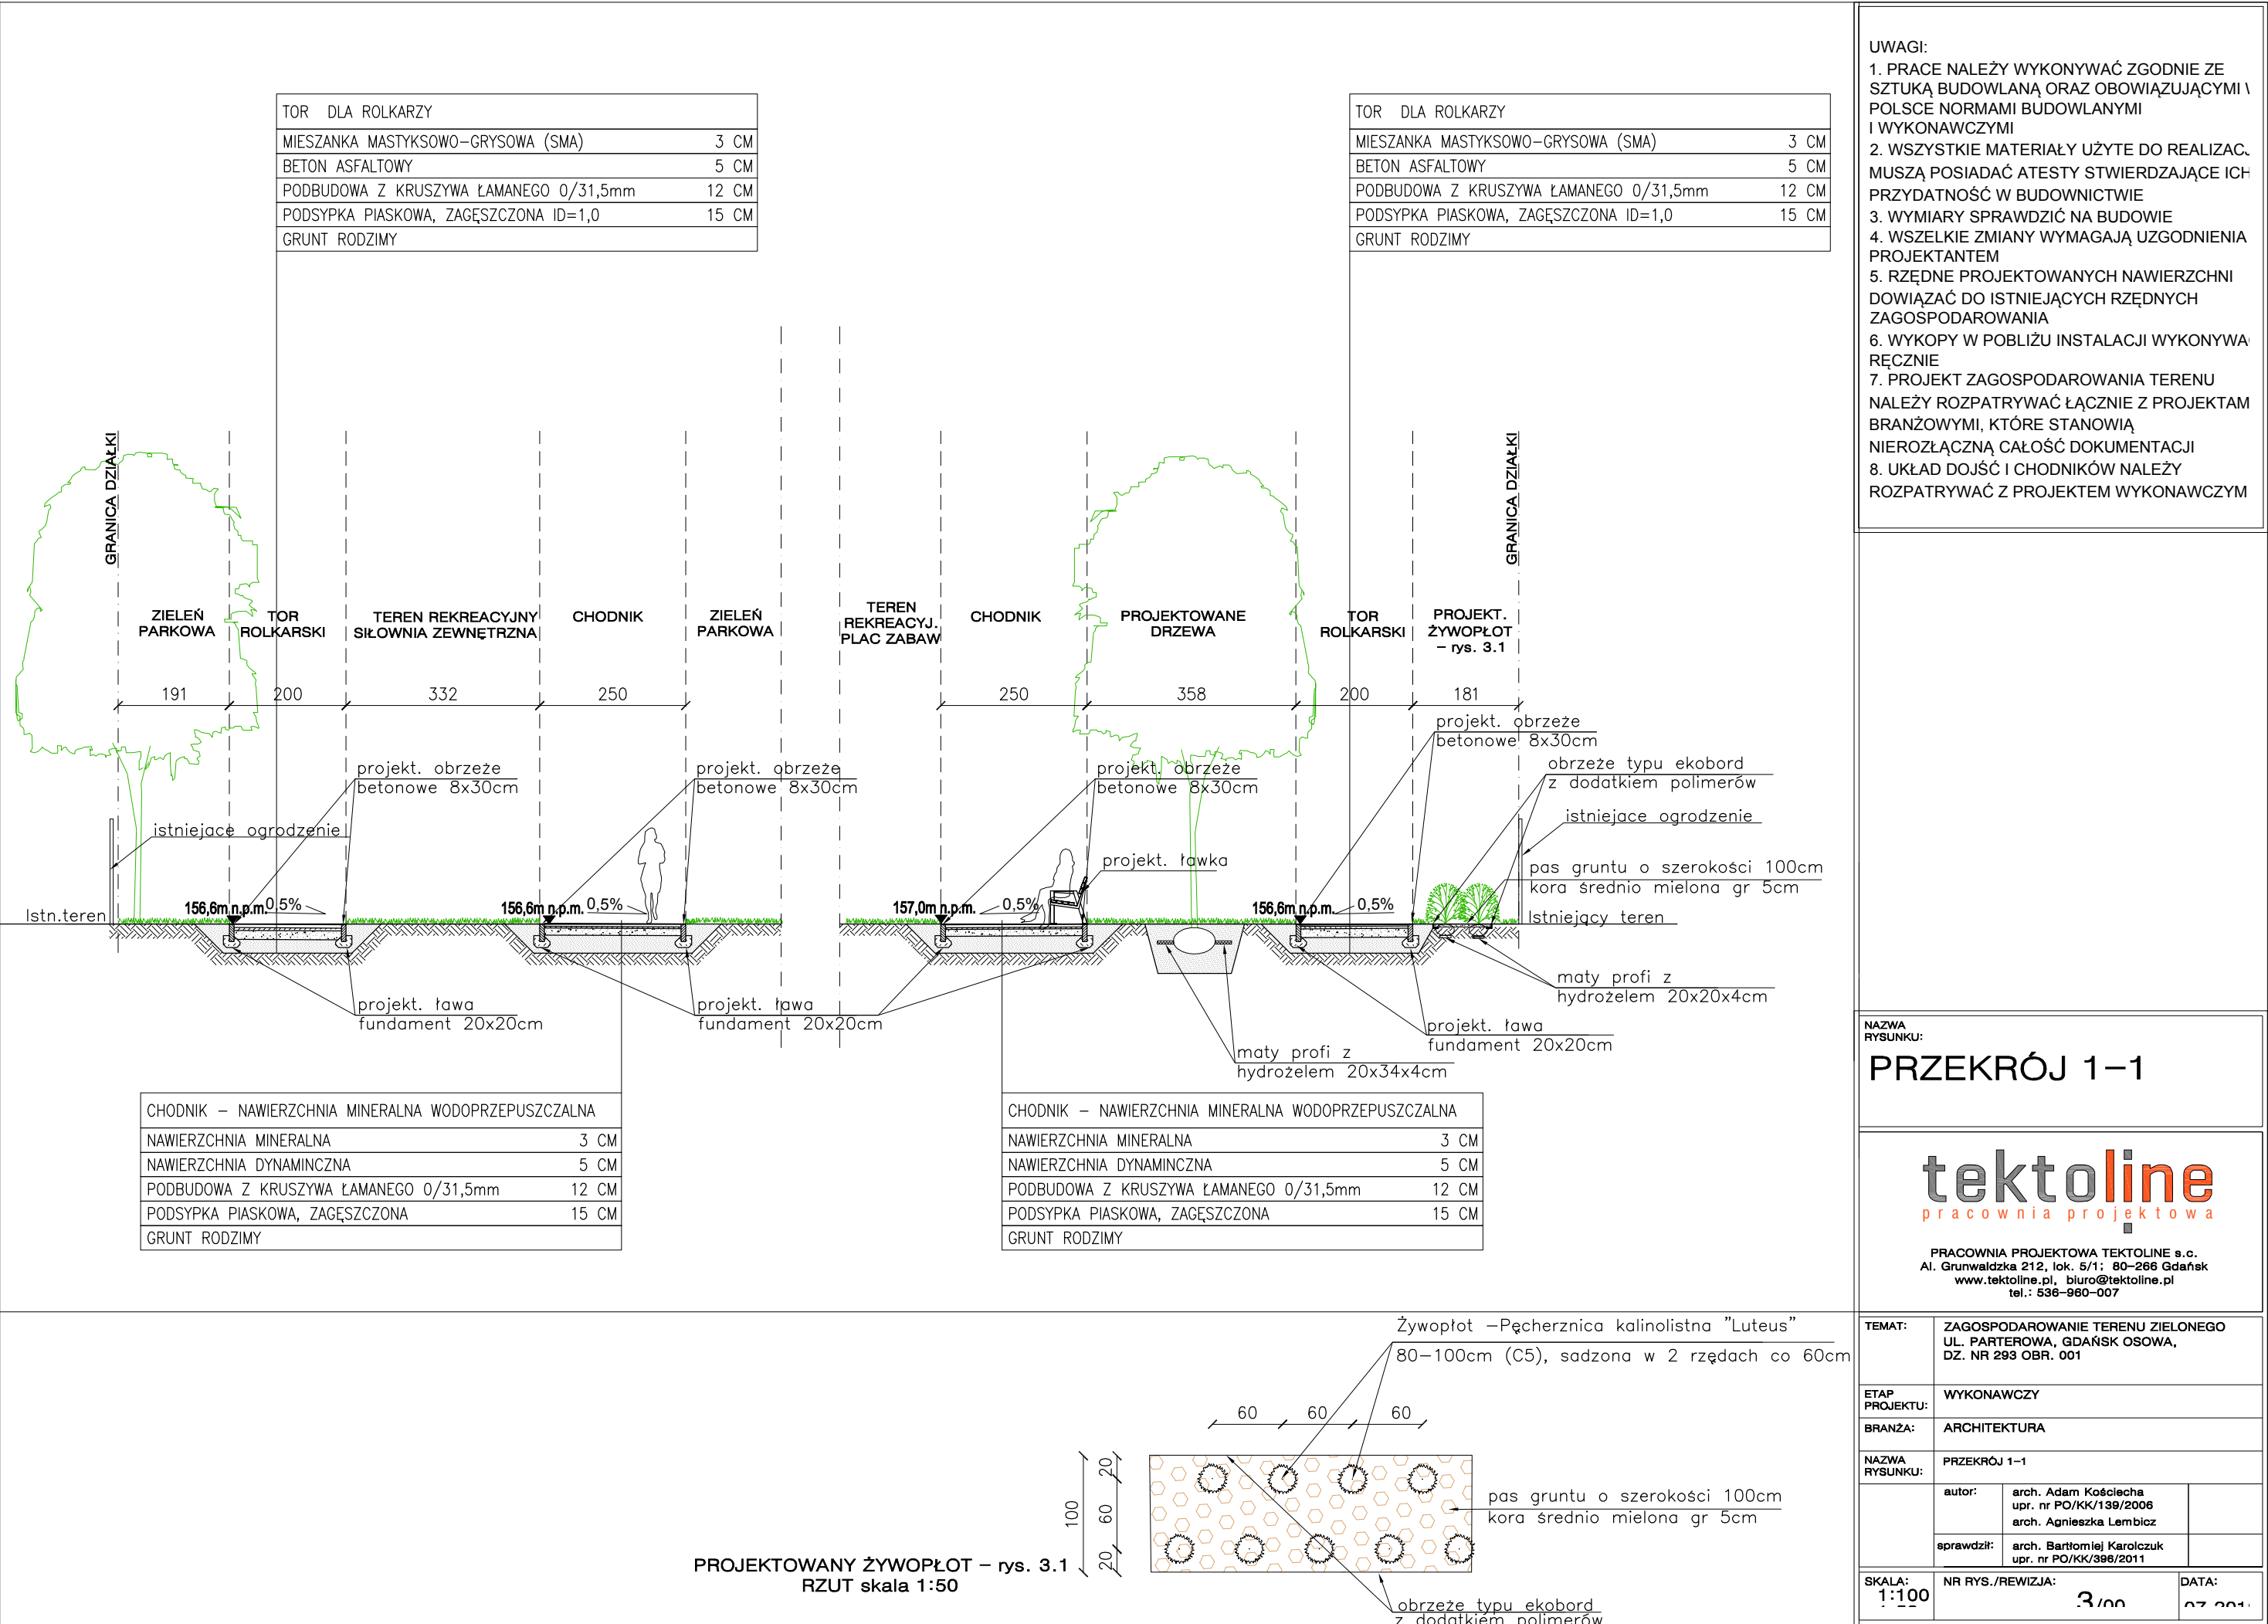 TOR DLA ROLKARZY
MIESZANKA MASTYKSOWO-GRYSOWA (SMA) 3 CM
BETON ASFALTOWY 5 CM
PODBUDOWA Z KRUSZYWA ŁAMANEGO 0/31,5mm 12 CM
PODSYPKA PIASKOWA, ZAGĘSZCZONA ID=1,0 15 CM
GRUNT RODZIMY
TOR DLA ROLKARZY
MIESZANKA MASTYKSOWO-GRYSOWA (SMA) 3 CM
BETON ASFALTOWY 5 CM
PODBUDOWA Z KRUSZYWA ŁAMANEGO 0/31,5mm 12 CM
PODSYPKA PIASKOWA, ZAGĘSZCZONA ID=1,0 15 CM
GRUNT RODZIMY
GRANICA DZIAŁKI
GRANICA DZIAŁKI
ZIELEŃ
PARKOWA
TOR
ROLKARSKI
TEREN REKREACYJNY
SIŁOWNIA ZEWNĘTRZNA
CHODNIK
ZIELEŃ
PARKOWA
TEREN
REKREACYJ.
PLAC ZABAW
CHODNIK
PROJEKTOWANE
DRZEWA
TOR
ROLKARSKI
PROJEKT.
ŻYWOPŁOT
- rys. 3.1
191 200 332 250 250 358 200 181
projekt. obrzeże
betonowe 8x30cm
projekt. obrzeże
betonowe 8x30cm
projekt. obrzeże
betonowe 8x30cm
projekt. obrzeże
betonowe 8x30cm
obrzeże typu ekobord
z dodatkiem polimerów
istniejace ogrodzenie
istniejace ogrodzenie
projekt. ławka
pas gruntu o szerokości 100cm
kora średnio mielona gr 5cm
Istn.teren
156,6m n.p.m. 0,5%
156,6m n.p.m. 0,5%
157,0m n.p.m. 0,5%
156,6m n.p.m. 0,5%
Istniejący teren
projekt. ława
fundament 20x20cm
projekt. ława
fundament 20x20cm
maty profi z
hydrożelem 20x34x4cm
projekt. ława
fundament 20x20cm
maty profi z
hydrożelem 20x20x4cm
CHODNIK - NAWIERZCHNIA MINERALNA WODOPRZEPUSZCZALNA
NAWIERZCHNIA MINERALNA 3 CM
NAWIERZCHNIA DYNAMINCZNA 5 CM
PODBUDOWA Z KRUSZYWA ŁAMANEGO 0/31,5mm 12 CM
PODSYPKA PIASKOWA, ZAGĘSZCZONA 15 CM
GRUNT RODZIMY
CHODNIK - NAWIERZCHNIA MINERALNA WODOPRZEPUSZCZALNA
NAWIERZCHNIA MINERALNA 3 CM
NAWIERZCHNIA DYNAMINCZNA 5 CM
PODBUDOWA Z KRUSZYWA ŁAMANEGO 0/31,5mm 12 CM
PODSYPKA PIASKOWA, ZAGĘSZCZONA 15 CM
GRUNT RODZIMY
Żywopłot -Pęcherznica kalinolistna "Luteus"
80-100cm (C5), sadzona w 2 rzędach co 60cm
60 60 60
20
60
20
100
pas gruntu o szerokości 100cm
kora średnio mielona gr 5cm
PROJEKTOWANY ŻYWOPŁOT - rys. 3.1
RZUT skala 1:50
obrzeże typu ekobord
z dodatkiem polimerów
UWAGI:
1. PRACE NALEŻY WYKONYWAĆ ZGODNIE ZE
SZTUKĄ BUDOWLANĄ ORAZ OBOWIĄZUJĄCYMI
POLSCE NORMAMI BUDOWLANYMI
I WYKONAWCZYMI
2. WSZYSTKIE MATERIAŁY UŻYTE DO
MUSZĄ POSIADAĆ ATESTY STWIERDZAJĄCE ICH
PRZYDATNOŚĆ W BUDOWNICTWIE
3. WYMIARY SPRAWDZIĆ NA BUDOWIE
4. WSZELKIE ZMIANY WYMAGAJĄ UZGODNIENIA
PROJEKTANTEM
5. RZĘDNE PROJEKTOWANYCH NAWIERZCHNI
DOWIĄZAĆ DO ISTNIEJĄCYCH RZĘDNYCH
ZAGOSPODAROWANIA
6. WYKOPY W POBLIŻU INSTALACJI
RĘCZNIE
7. PROJEKT ZAGOSPODAROWANIA TERENU
NALEŻY ROZPATRYWAĆ ŁĄCZNIE Z PROJEKTAM
BRANŻOWYMI, KTÓRE STANOWIĄ
NIEROZŁĄCZNĄ CAŁOŚĆ DOKUMENTACJI
8. UKŁAD DOJŚĆ I CHODNIKÓW NALEŻY
ROZPATRYWAĆ Z PROJEKTEM WYKONAWCZYM
NAZWA
RYSUNKU:
PRZEKRÓJ 1-1
tektoline
pracownia projektowa
PRACOWNIA PROJEKTOWA TEKTOLINE s.c.
Al. Grunwaldzka 212, lok. 5/1; 80-266 Gdańsk
www.tektoline.pl, biuro@tektoline.pl
tel.: 536-960-007
TEMAT: ZAGOSPODAROWANIE TERENU ZIELONEGO
UL. PARTEROWA, GDAŃSK OSOWA,
DZ. NR 293 OBR. 001
ETAP
PROJEKTU: WYKONAWCZY
BRANŻA: ARCHITEKTURA
NAZWA
RYSUNKU: PRZEKRÓJ 1-1
autor: arch. Adam Kościecha
upr. nr PO/KK/139/2006
arch. Agnieszka Lembicz
sprawdził: arch. Bartłomiej Karolczuk
upr. nr PO/KK/396/2011
SKALA: NR RYS./REWIZJA: DATA:
1:100 3/00